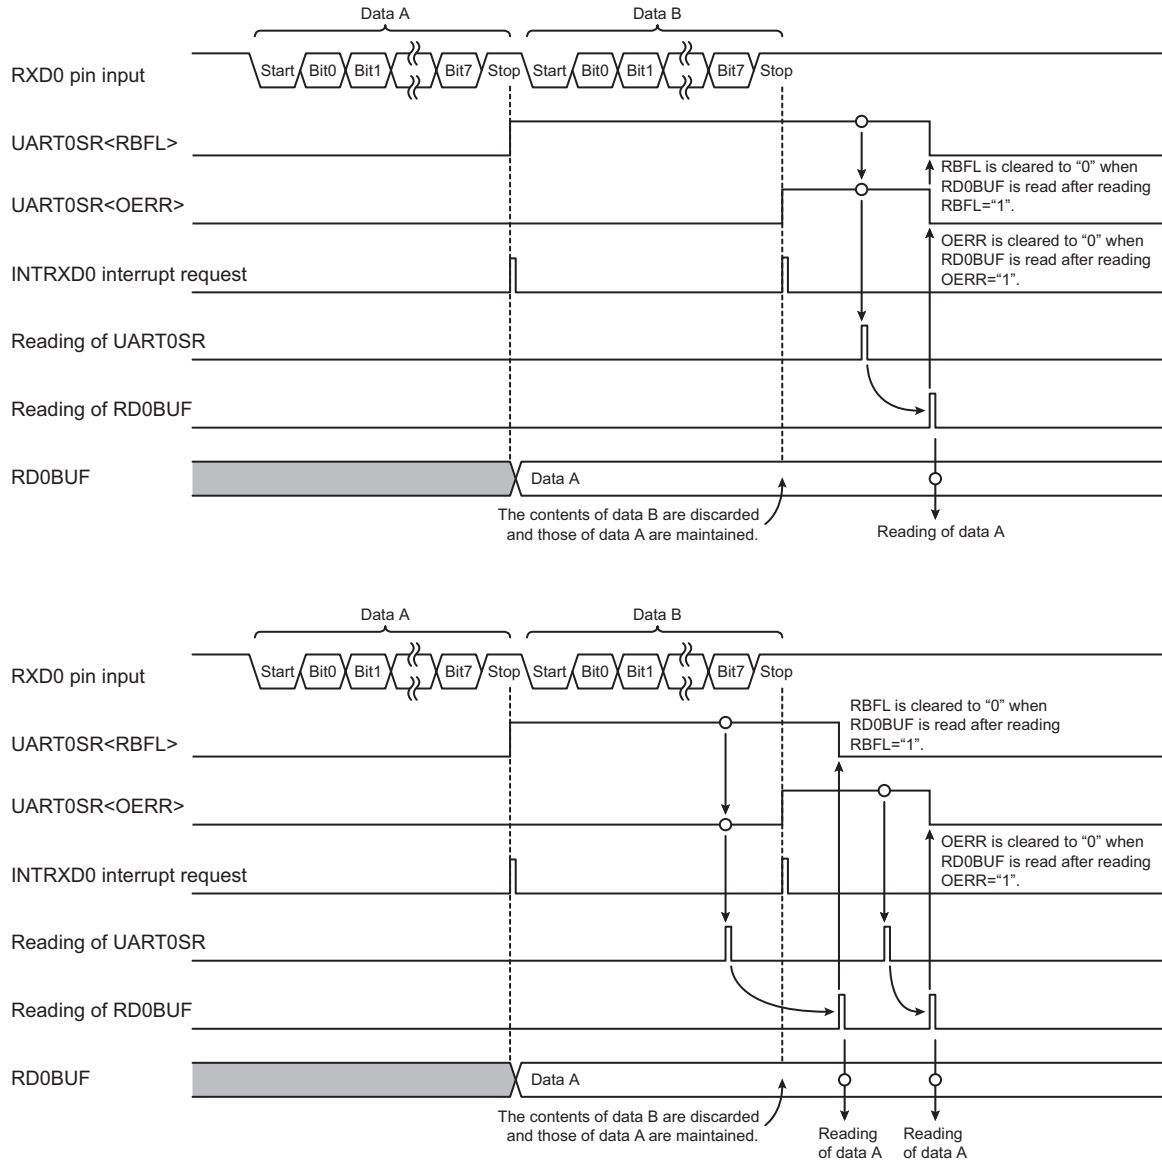 Data A
Data B
RXD0 pin input
Start Bit0 Bit1 Bit7 Stop Start Bit0 Bit1 Bit7 Stop
UART0SR<RBFL>
RBFL is cleared to “0” when
RD0BUF is read after reading
RBFL=“1”.
UART0SR<OERR>
OERR is cleared to “0” when
RD0BUF is read after reading
OERR=“1”.
INTRXD0 interrupt request
Reading of UART0SR
Reading of RD0BUF
RD0BUF
Data A
The contents of data B are discarded
and those of data A are maintained.
Reading of data A
Data A
Data B
RXD0 pin input
Start Bit0 Bit1 Bit7 Stop Start Bit0 Bit1 Bit7 Stop
RBFL is cleared to “0” when
RD0BUF is read after reading
RBFL=“1”.
UART0SR<RBFL>
UART0SR<OERR>
OERR is cleared to “0” when
RD0BUF is read after reading
OERR=“1”.
INTRXD0 interrupt request
Reading of UART0SR
Reading of RD0BUF
RD0BUF
Data A
The contents of data B are discarded
and those of data A are maintained.
Reading
of data A
Reading
of data A